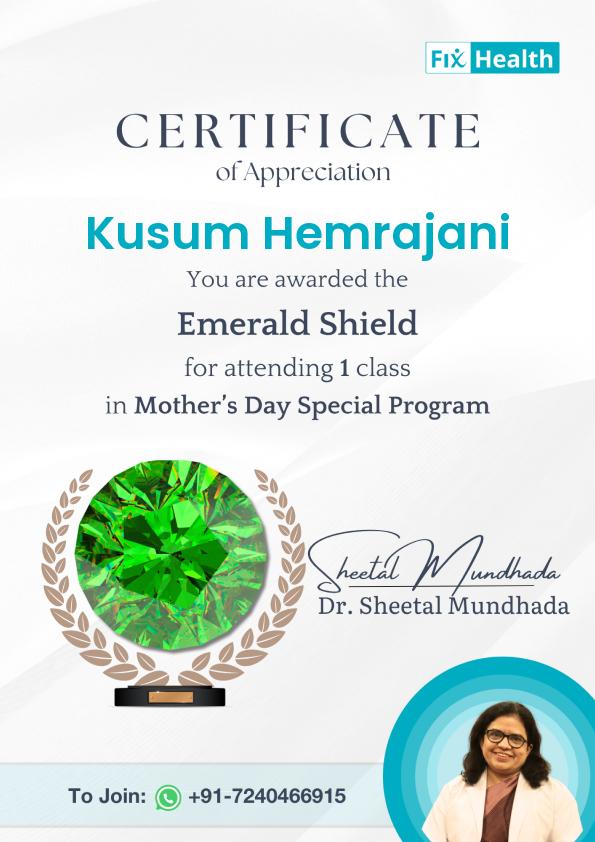 Fix Health
CERTIFICATE
of Appreciation
Kusum Hemrajani
You are awarded the
Emerald Shield
for attending 1 class
in Mother's Day Special Program
Sheetal Mundhada
Dr. Sheetal Mundhada
To Join: +91-7240466915